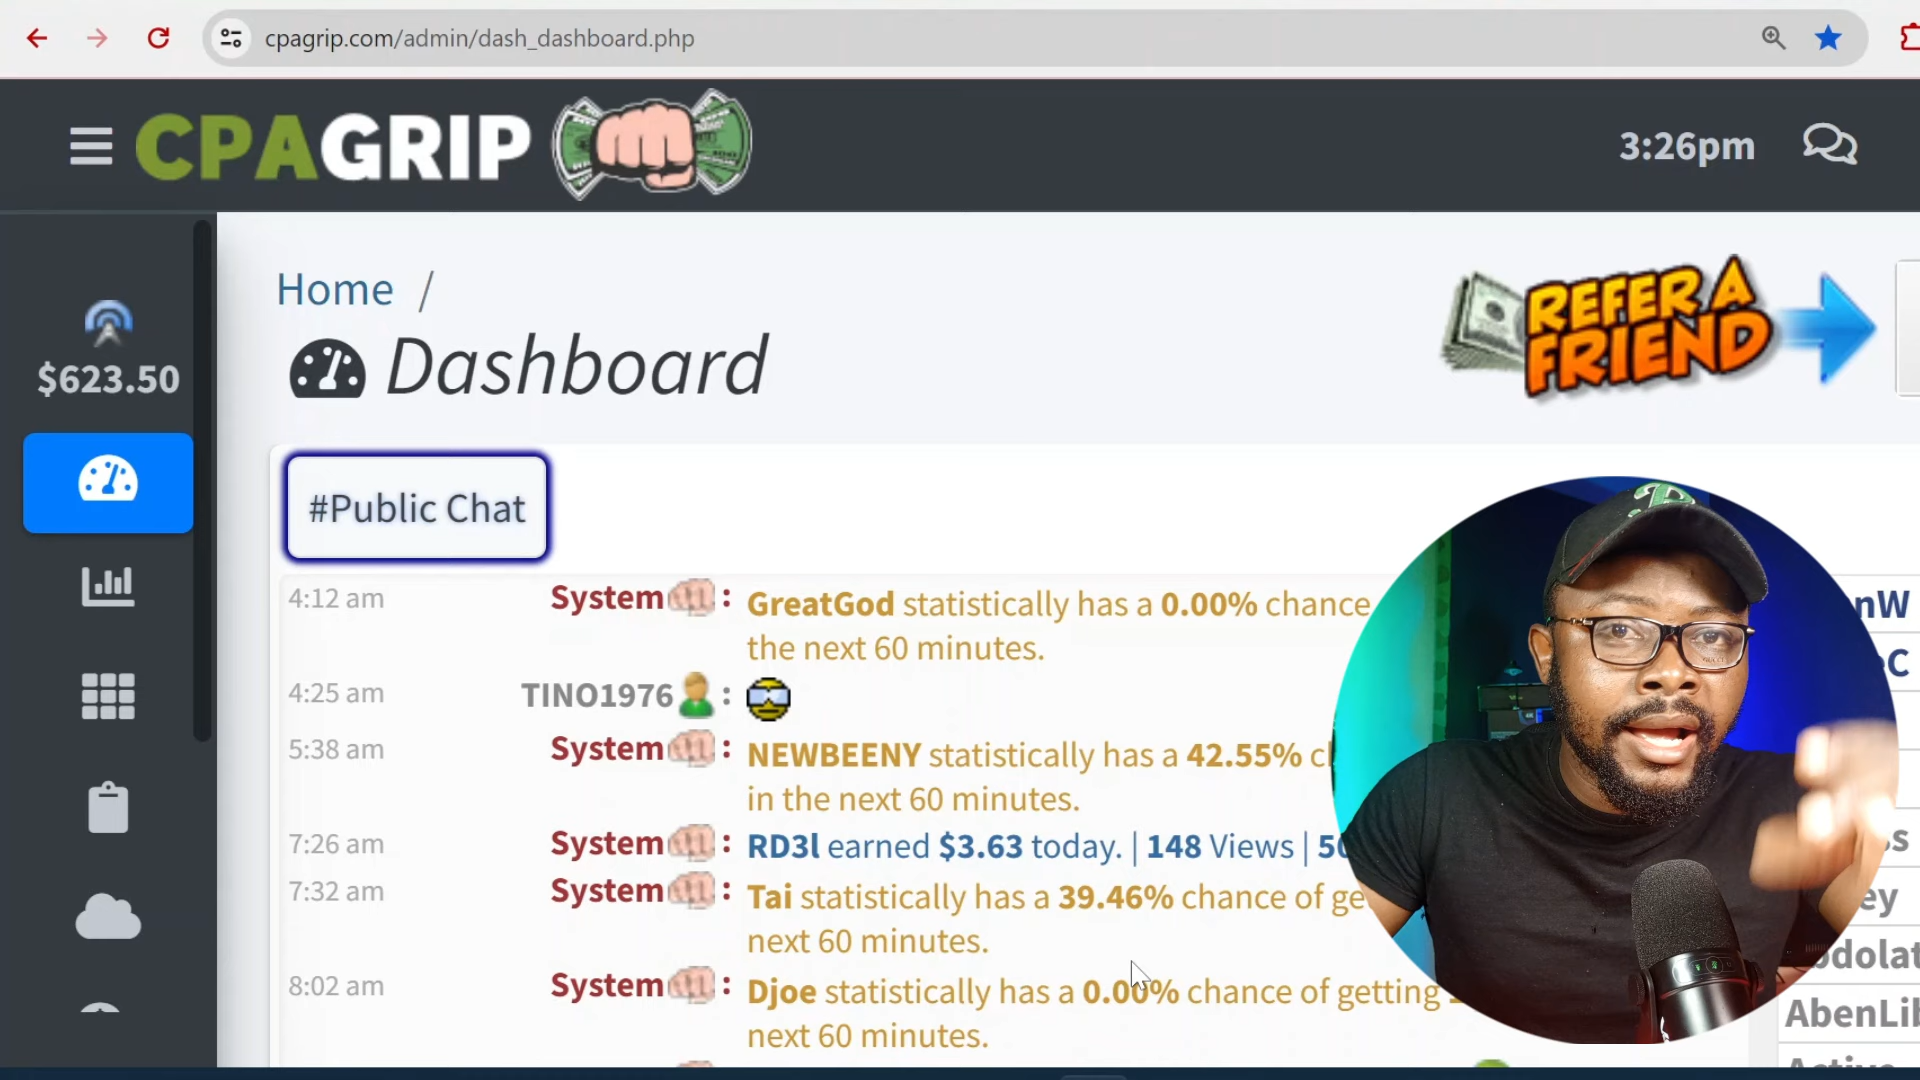 cpagrip.com/admin/dash_dashboard.php
CPAGRIP
3:26pm
Home /
REFER A
FRIEND
$623.50
Dashboard
#Public Chat
4:12 am System : GreatGod statistically has a 0.00% chance
the next 60 minutes.
4:25 am TINO1976 :
5:38 am System : NEWBEENY statistically has a 42.55%
in the next 60 minutes.
7:26 am System : RD3l earned $3.63 today. | 148 Views |
7:32 am System : Tai statistically has a 39.46% chance of
next 60 minutes.
8:02 am System : Djoe statistically has a 0.00% chance of getting
next 60 minutes.